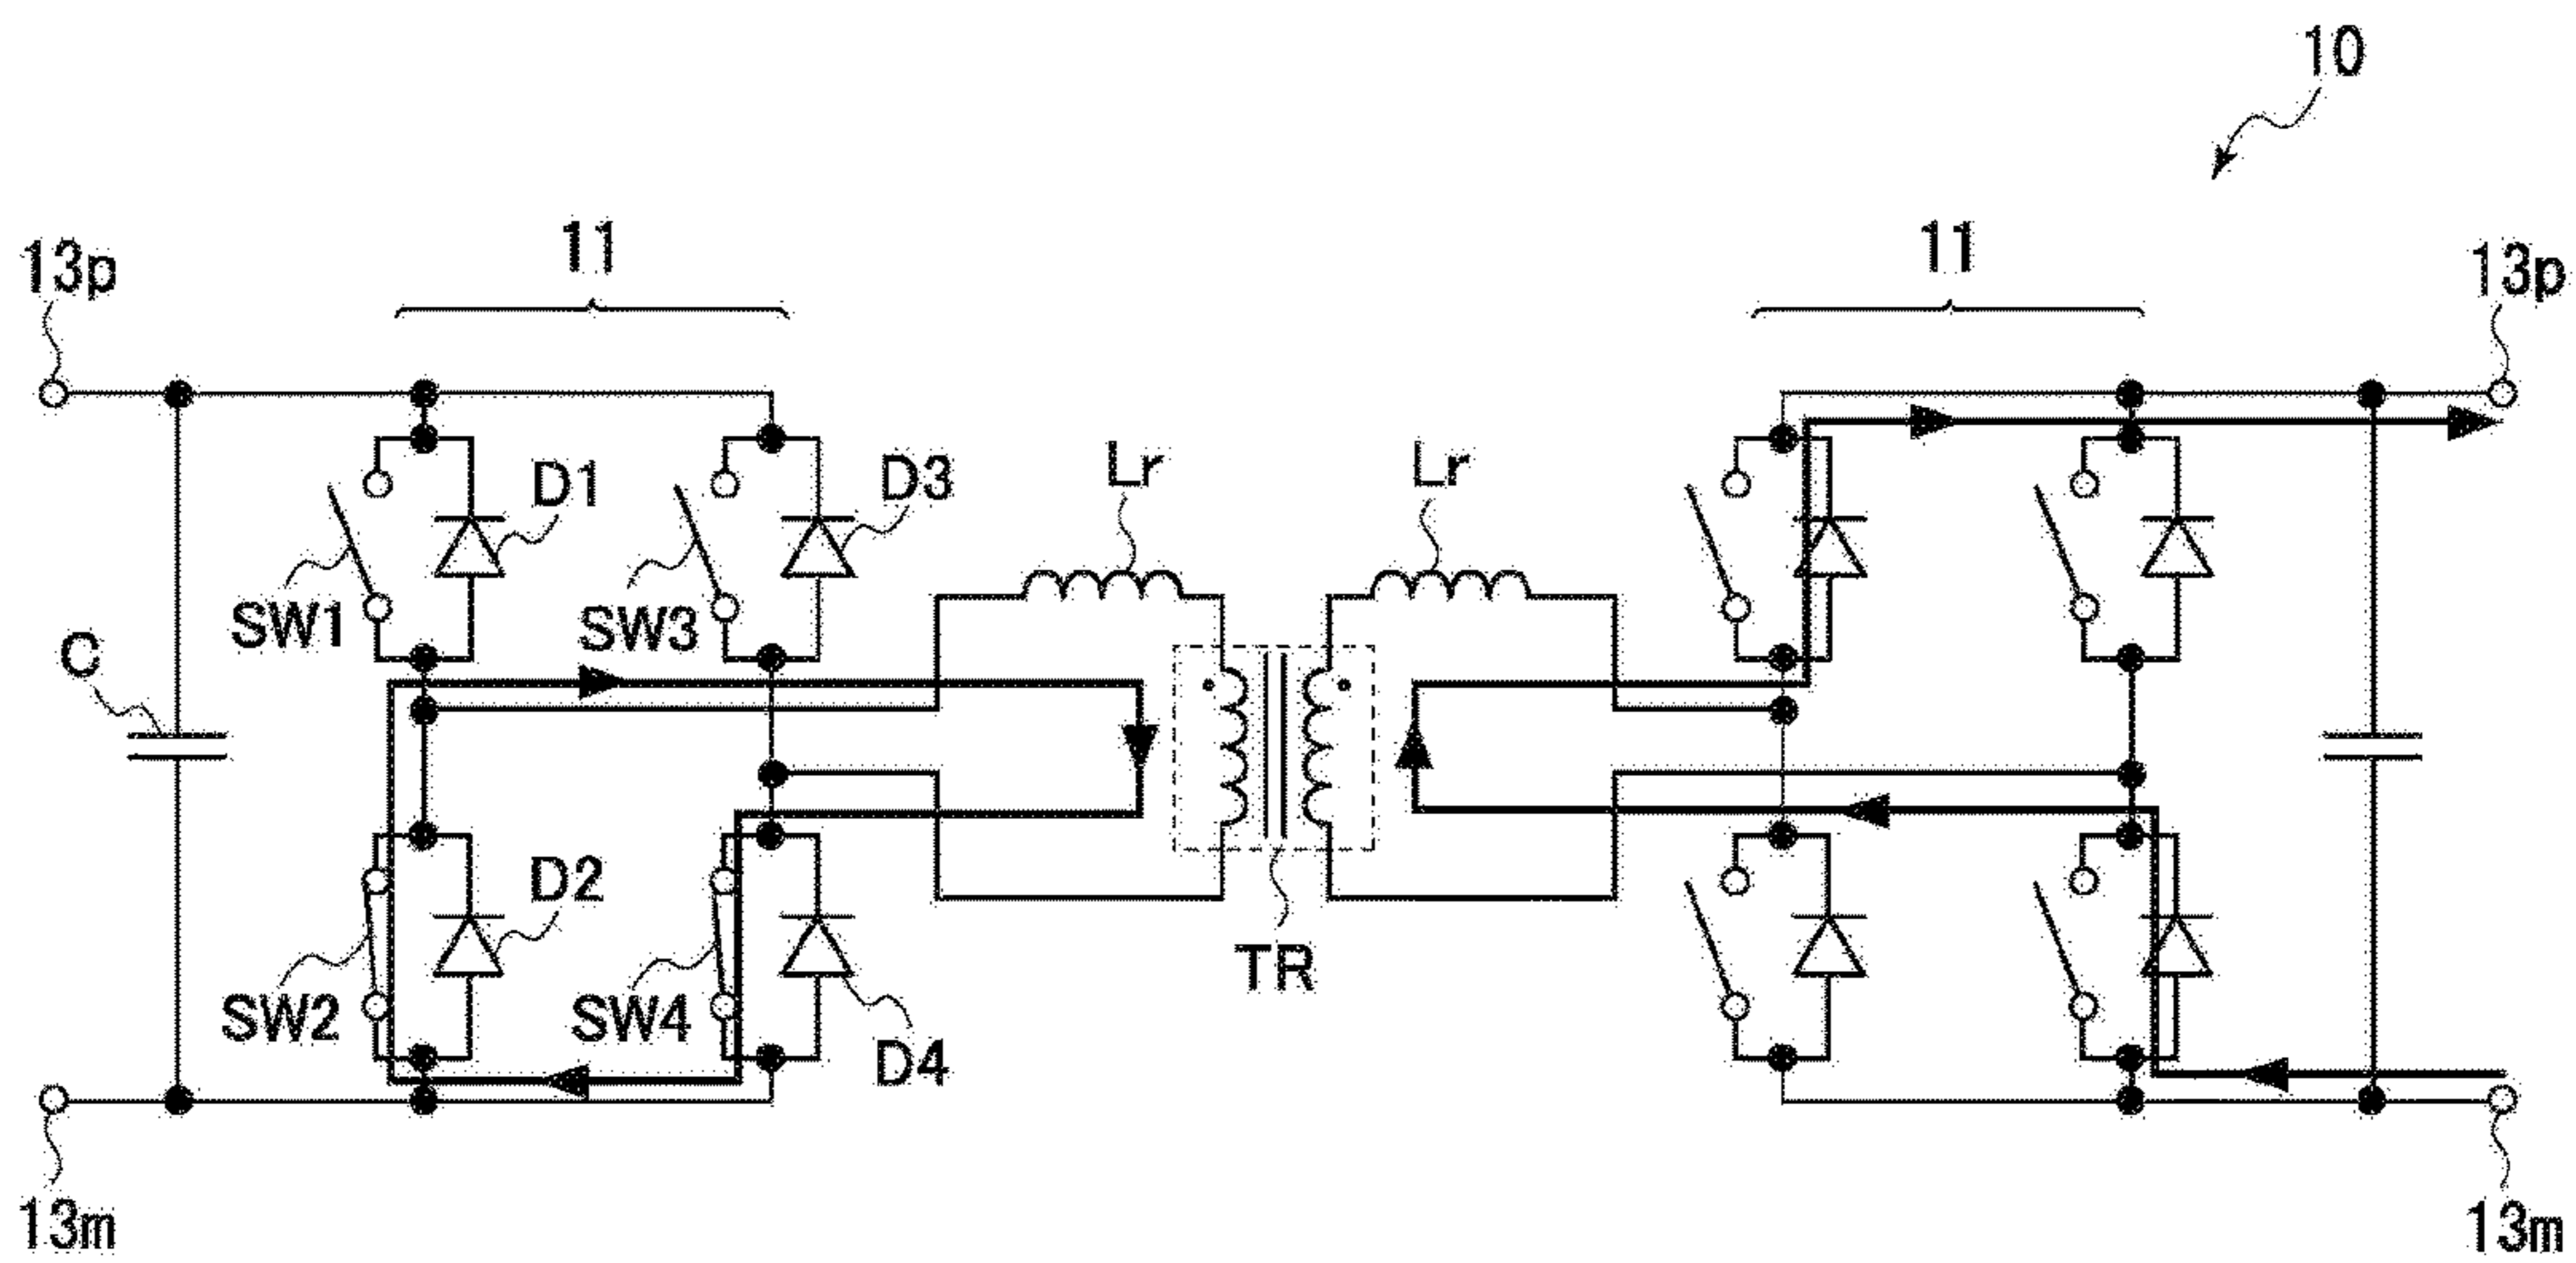 10
11 11
13p 13p
D1 D3 Lr Lr
SW1 SW3
C
D2
TR
SW2 SW4
D4
13m 13m